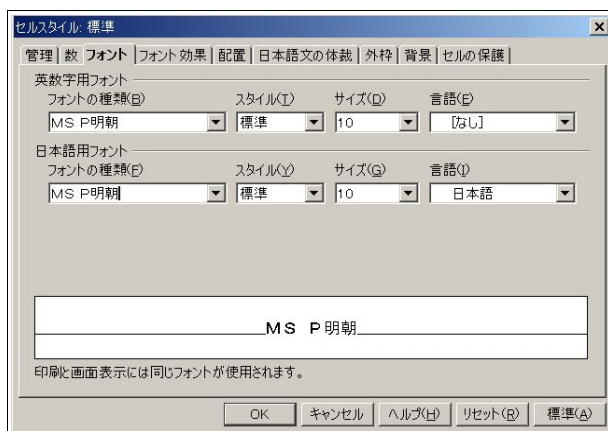 セルスタイル: 標準
管理 数 フォント フォント効果 配置 日本語文の体裁 外枠 背景 セルの保護
英数字用フォント
フォントの種類(B) スタイル(T) サイズ(D) 言語(E)
MS P明朝 標準 10 [なし]
日本語用フォント
フォントの種類(F) スタイル(Y) サイズ(G) 言語(I)
MS P明朝 標準 10 日本語
MS P明朝
印刷と画面表示には同じフォントが使用されます。
OK キャンセル ヘルプ(H) リセット(R) 標準(A)